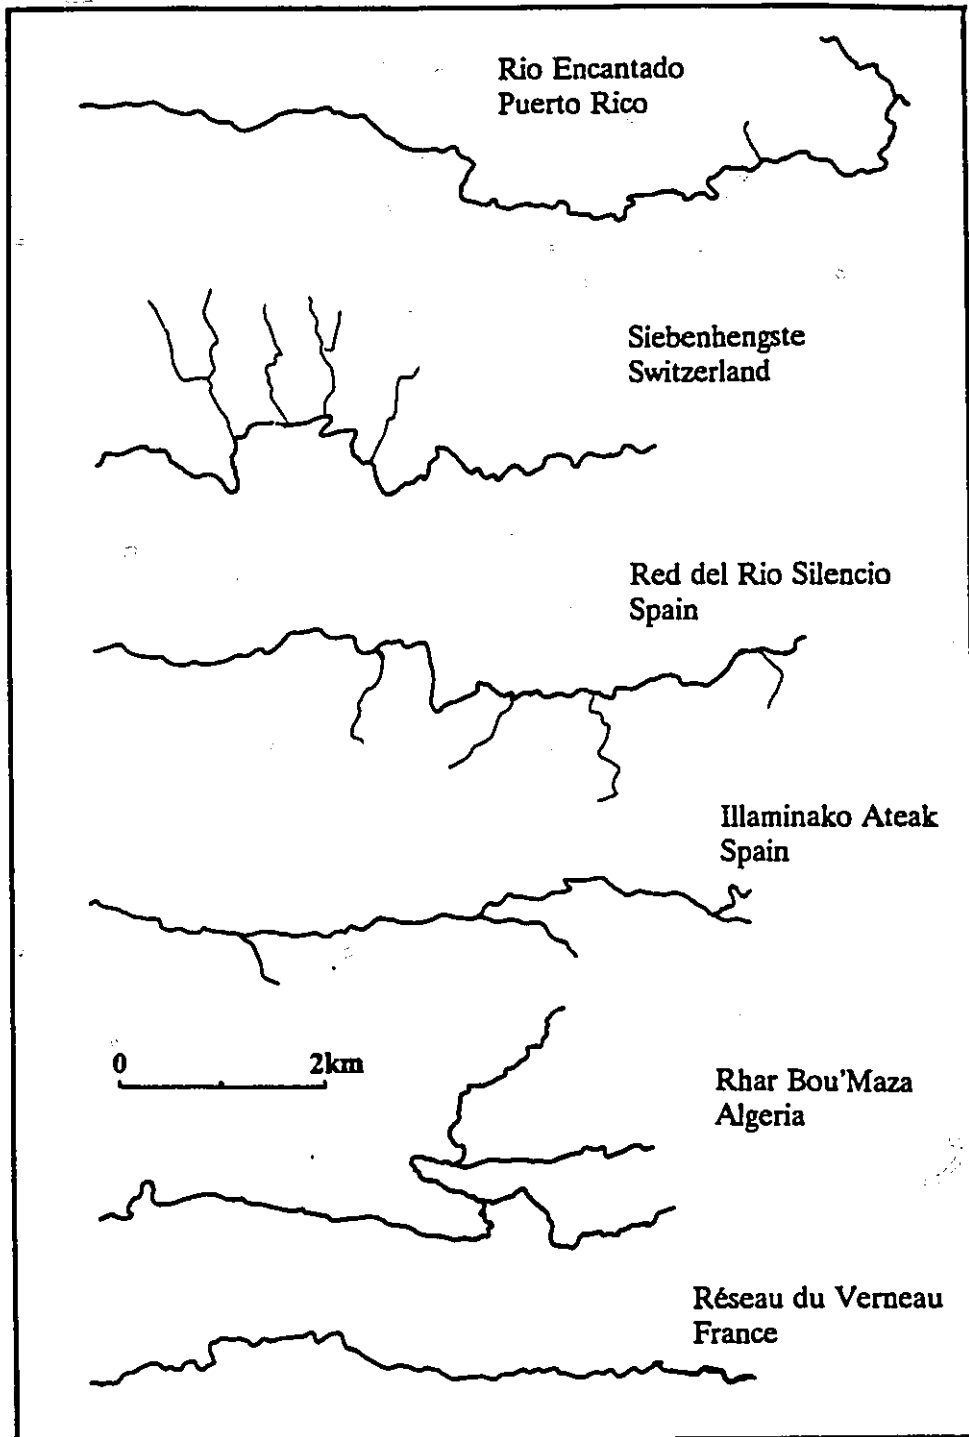 Rio Encantado
Puerto Rico
Siebenhengste
Switzerland
Red del Rio Silencio
Spain
Illaminako Ateak
Spain
0 2km
Rhar Bou'Maza
Algeria
Réseau du Verneau
France